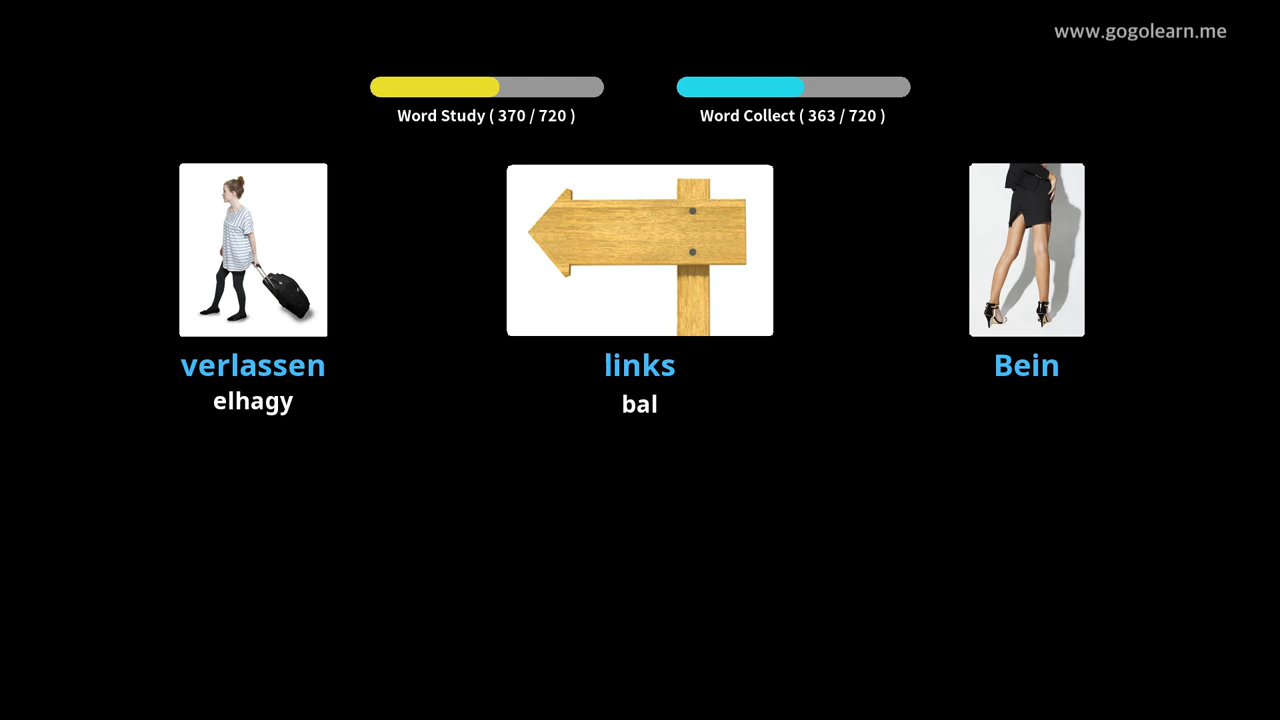 www.gogolearn.me
Word Study ( 370 / 720 )
Word Collect ( 363 / 720 )
verlassen
elhagy
links
bal
Bein